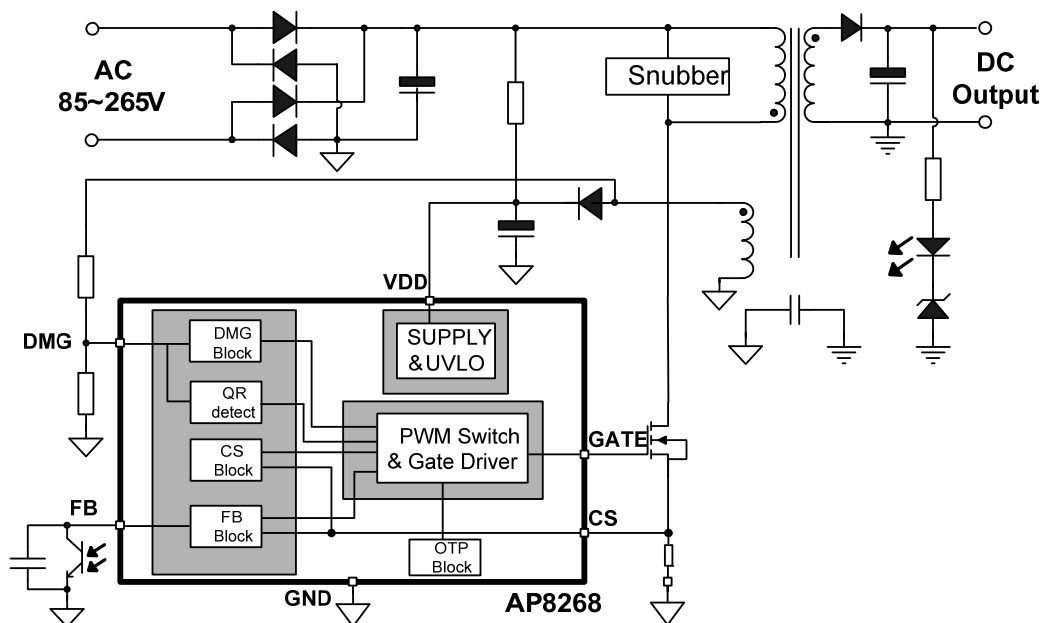 AC
85~265V
Snubber
DC
Output
VDD
DMG
DMG
Block
SUPPLY
&UVLO
QR
detect
PWM Switch
& Gate Driver
GATE
CS
Block
FB
FB
Block
CS
OTP
Block
GND
AP8268